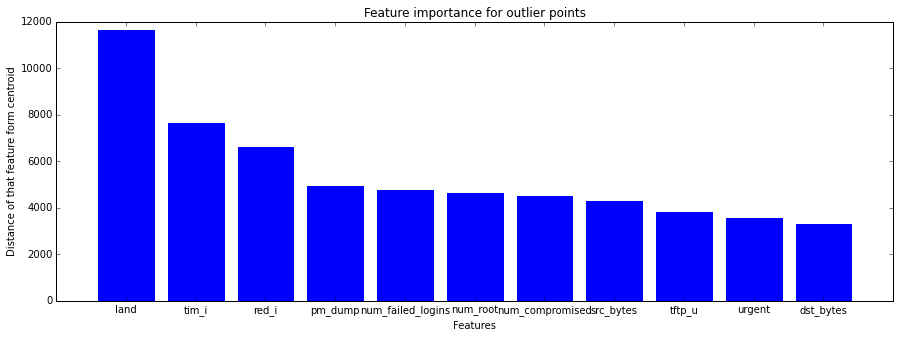 Feature importance for outlier points
Distance of that feature form centroid
12000
10000
8000
6000
4000
2000
0
land tim_i red_i pm_dump num_failed_logins num_root num_compromised src_bytes tftp_u urgent dst_bytes
Features